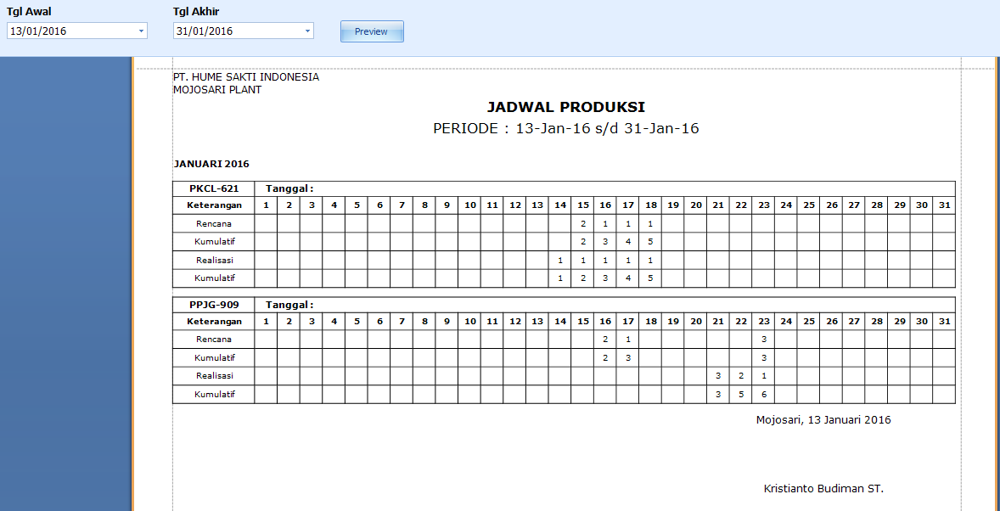 Tgl Awal Tgl Akhir
13/01/2016 31/01/2016 Preview
PT. HUME SAKTI INDONESIA
MOJOSARI PLANT
JADWAL PRODUKSI
PERIODE : 13-Jan-16 s/d 31-Jan-16
JANUARI 2016
PKCL-621 Tanggal :
Keterangan 1 2 3 4 5 6 7 8 9 10 11 12 13 14 15 16 17 18 19 20 21 22 23 24 25 26 27 28 29 30 31
Rencana 2 1 1 1
Kumulatif 2 3 4 5
Realisasi 1 1 1 1 1
Kumulatif 1 2 3 4 5
PPJG-909 Tanggal :
Keterangan 1 2 3 4 5 6 7 8 9 10 11 12 13 14 15 16 17 18 19 20 21 22 23 24 25 26 27 28 29 30 31
Rencana 2 1 3
Kumulatif 2 3 3
Realisasi 3 2 1
Kumulatif 3 5 6
Mojosari, 13 Januari 2016
Kristianto Budiman ST.